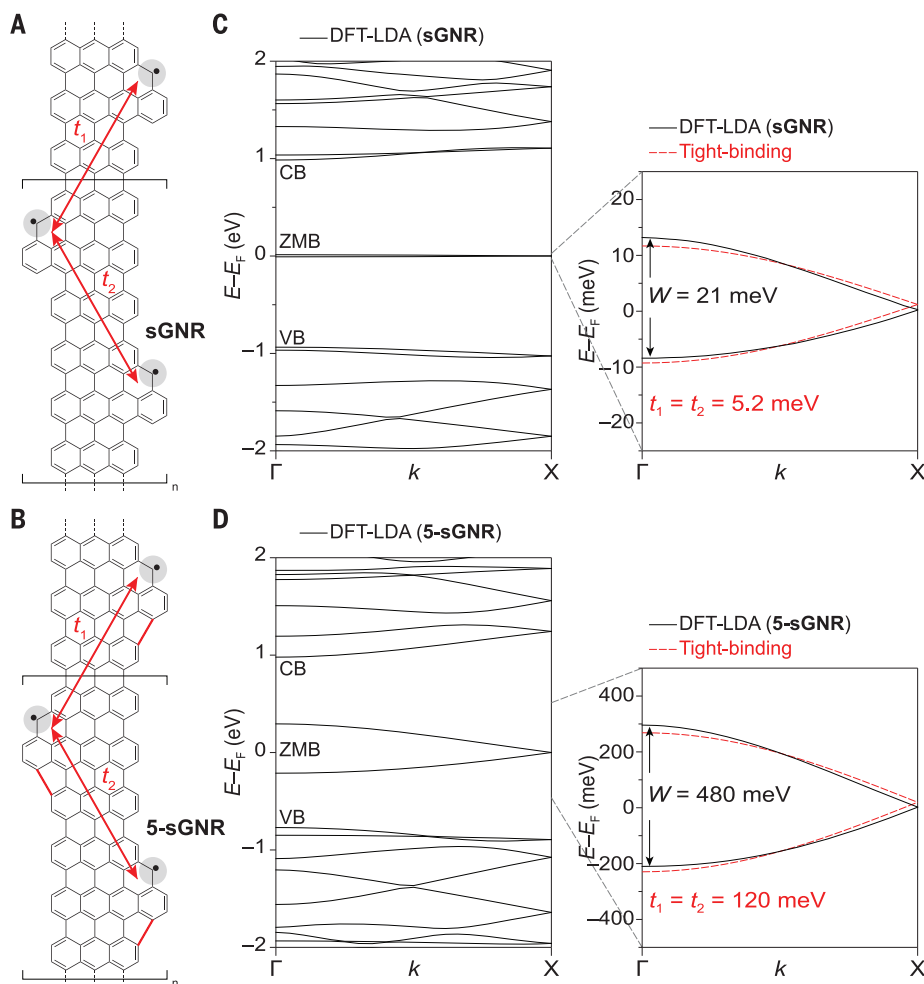 A
t1
t2
sGNR
n
C
DFT-LDA (sGNR)
2
1
0
−1
−2
E–EF (eV)
CB
ZMB
VB
Γ
k
X
DFT-LDA (sGNR)
Tight-binding
20
10
0
−10
−20
E–EF (meV)
W = 21 meV
t1 = t2 = 5.2 meV
Γ
k
X
B
t1
t2
5-sGNR
n
D
DFT-LDA (5-sGNR)
2
1
0
−1
−2
E–EF (eV)
CB
ZMB
VB
Γ
k
X
DFT-LDA (5-sGNR)
Tight-binding
400
200
0
−200
−400
E–EF (meV)
W = 480 meV
t1 = t2 = 120 meV
Γ
k
X